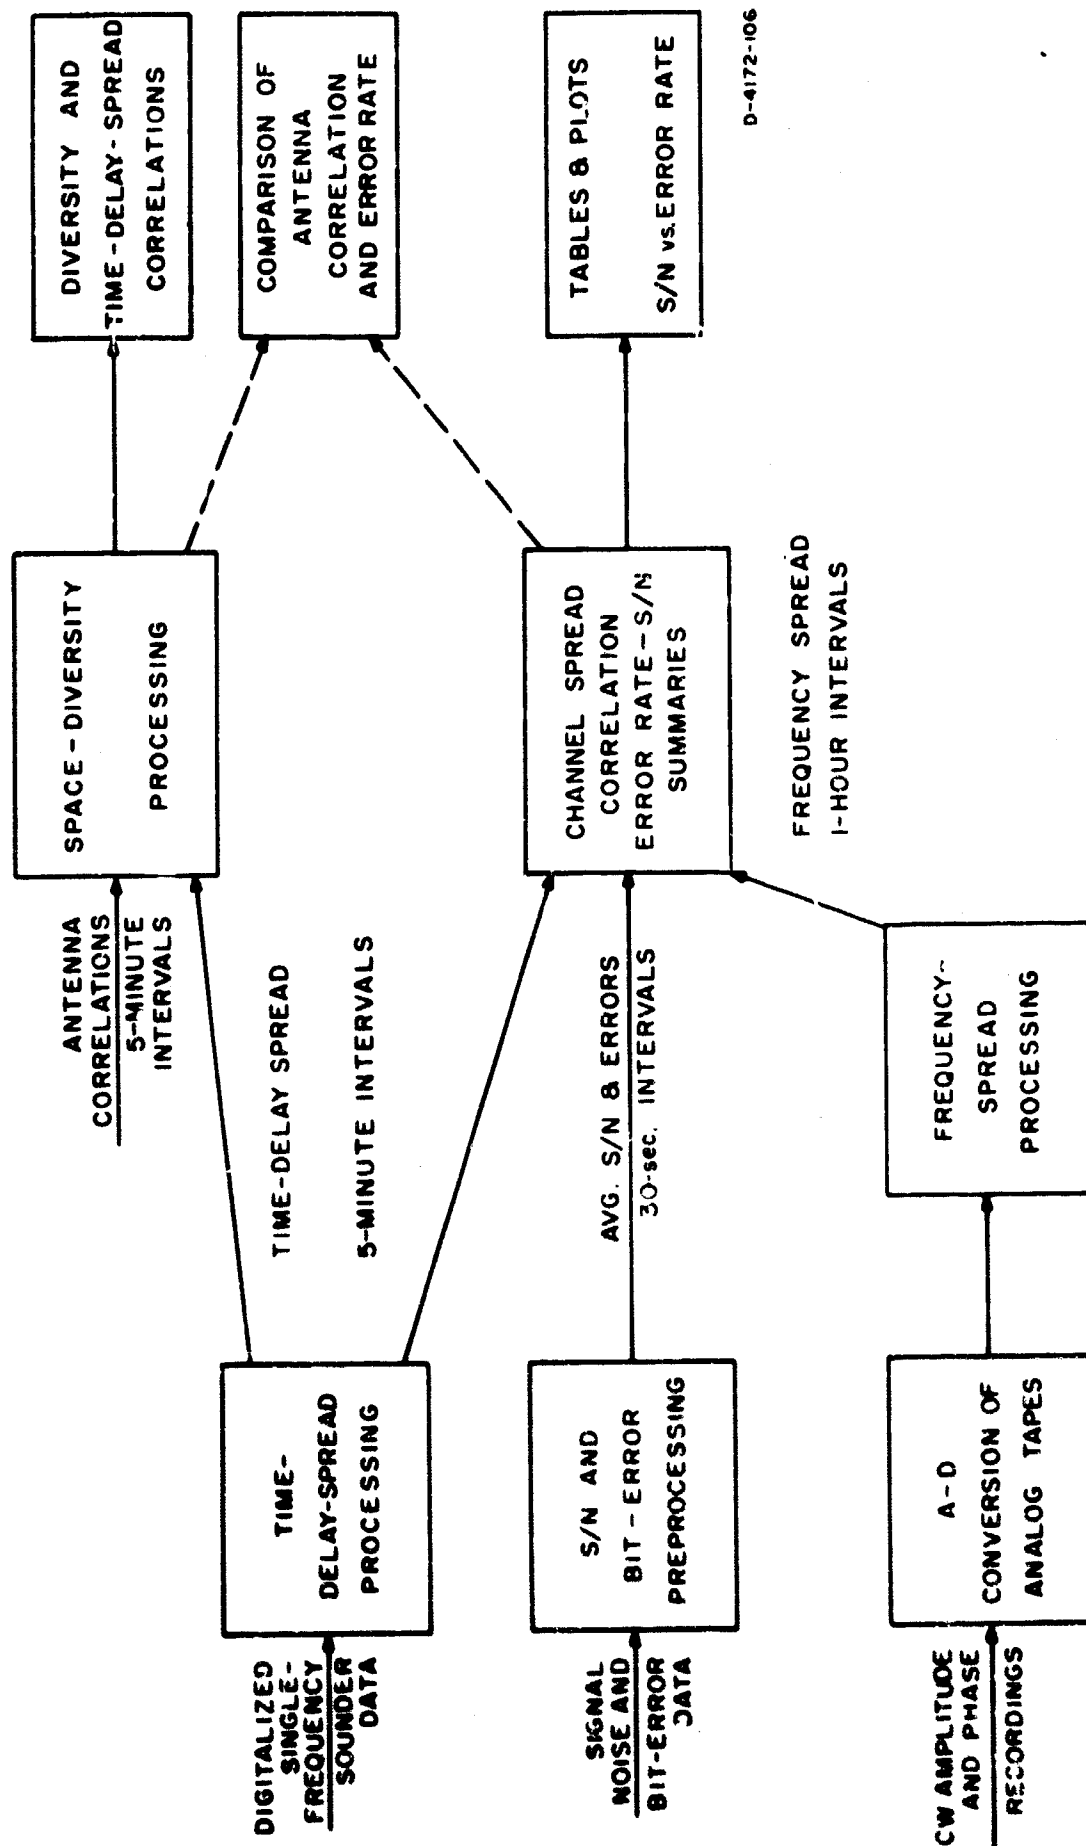 DIGITALIZED
SINGLE-
FREQUENCY
SOUNDER
DATA
TIME-
DELAY-SPREAD
PROCESSING
TIME-DELAY SPREAD
5-MINUTE INTERVALS
ANTENNA
CORRELATIONS
5-MINUTE
INTERVALS
SPACE-DIVERSITY
PROCESSING
DIVERSITY AND
TIME-DELAY-SPREAD
CORRELATIONS
COMPARISON OF
ANTENNA
CORRELATION
AND ERROR RATE
SIGNAL
NOISE AND
BIT-ERROR
DATA
S/N AND
BIT-ERROR
PREPROCESSING
AVG. S/N & ERRORS
30-sec. INTERVALS
CHANNEL SPREAD
CORRELATION
ERROR RATE-S/N
SUMMARIES
TABLES & PLOTS
S/N vs. ERROR RATE
CW AMPLITUDE
AND PHASE
RECORDINGS
A-D
CONVERSION OF
ANALOG TAPES
FREQUENCY-
SPREAD
PROCESSING
FREQUENCY SPREAD
1-HOUR INTERVALS
D-4172-106